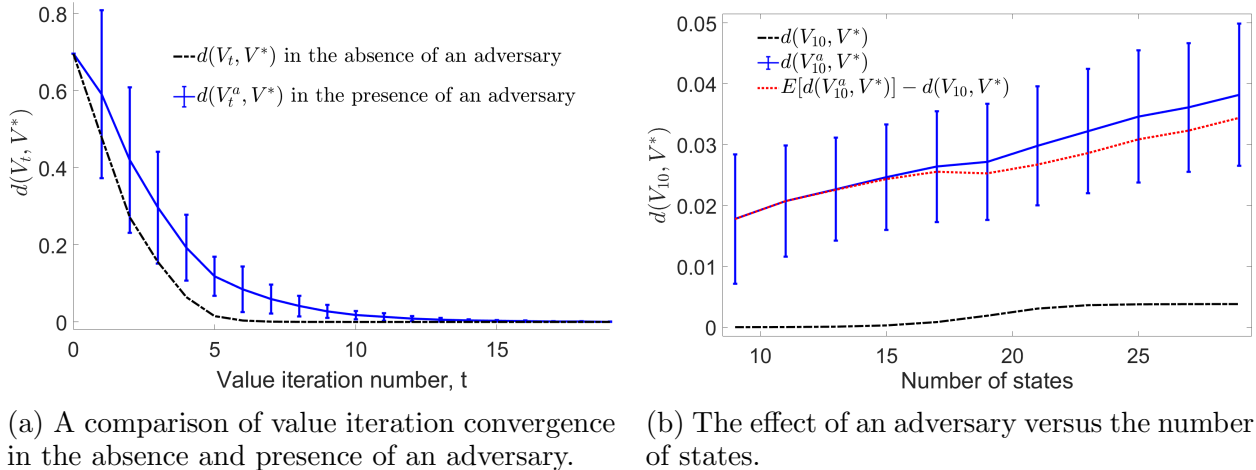 0.8
0.6
0.4
0.2
0
d(V_t, V^*)
d(V_t, V^*) in the absence of an adversary
d(V_t^a, V^*) in the presence of an adversary
0 5 10 15
Value iteration number, t
(a) A comparison of value iteration convergence
in the absence and presence of an adversary.
0.05
0.04
0.03
0.02
0.01
0
d(V_{10}, V^*)
d(V_{10}, V^*)
d(V_{10}^a, V^*)
E[d(V_{10}^a, V^*)] − d(V_{10}, V^*)
10 15 20 25
Number of states
(b) The effect of an adversary versus the number
of states.